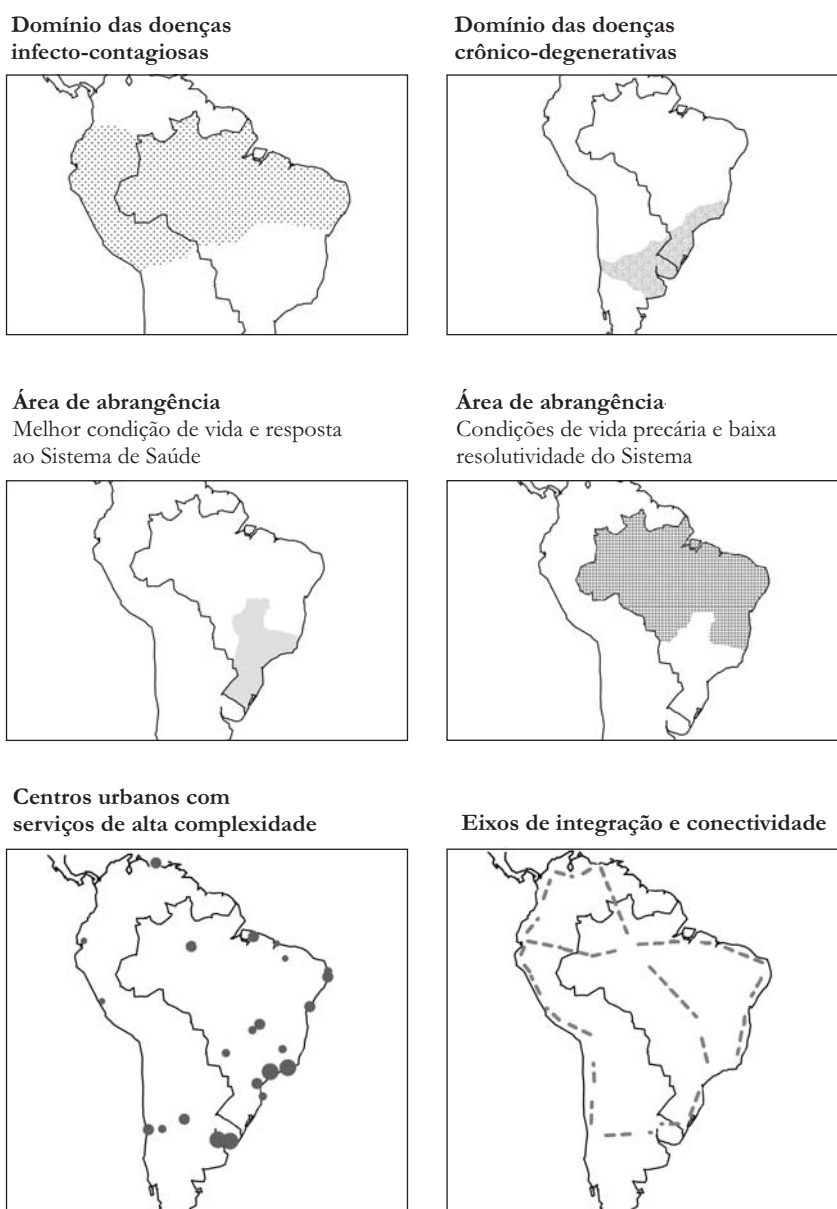 Domínio das doenças
infecto-contagiosas
Domínio das doenças
crônico-degenerativas
Área de abrangência
Melhor condição de vida e resposta
ao Sistema de Saúde
Área de abrangência
Condições de vida precária e baixa
resolutividade do Sistema
Centros urbanos com
serviços de alta complexidade
Eixos de integração e conectividade